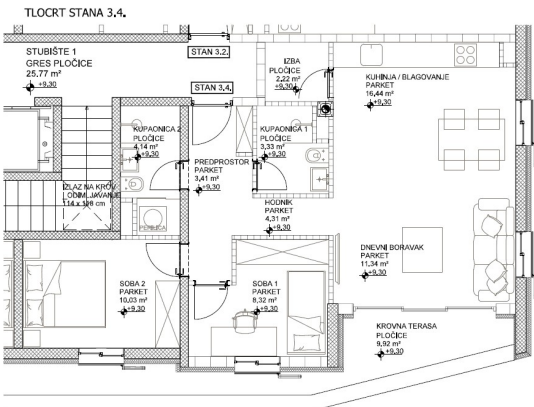 TLOCRT STANA 3.4.
STUBIŠTE 1
GRES PLOČICE
25.77 m²
+9,30
STAN 3.2.
STAN 3.4.
IZBA
PLOČICE
2,22 m²
+9,30
KUHINJA / BLAGOVANJE
PARKET
16,44 m²
+9,30
KUPAONICA 2
PLOČICE
4,14 m²
+9,30
KUPAONICA 1
PLOČICE
3,33 m²
+9,30
PREDPROSTOR
PARKET
3,41 m²
+9,30
IZLAZ NA KROV
114 x 198 cm
PERILICA
HODNIK
PARKET
4,31 m²
+9,30
DNEVNI BORAVAK
PARKET
11,34 m²
+9,30
SOBA 2
PARKET
10,03 m²
+9,30
SOBA 1
PARKET
8,32 m²
+9,30
KROVNA TERASA
PLOČICE
9,92 m²
+9,30